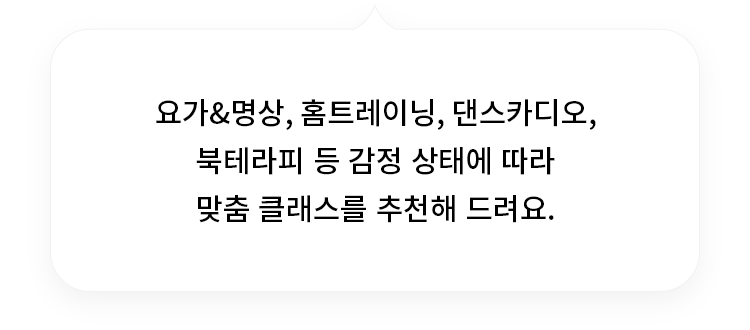 요가&명상, 홈트레이닝, 댄스카디오,
북테라피 등 감정 상태에 따라
맞춤 클래스를 추천해 드려요.